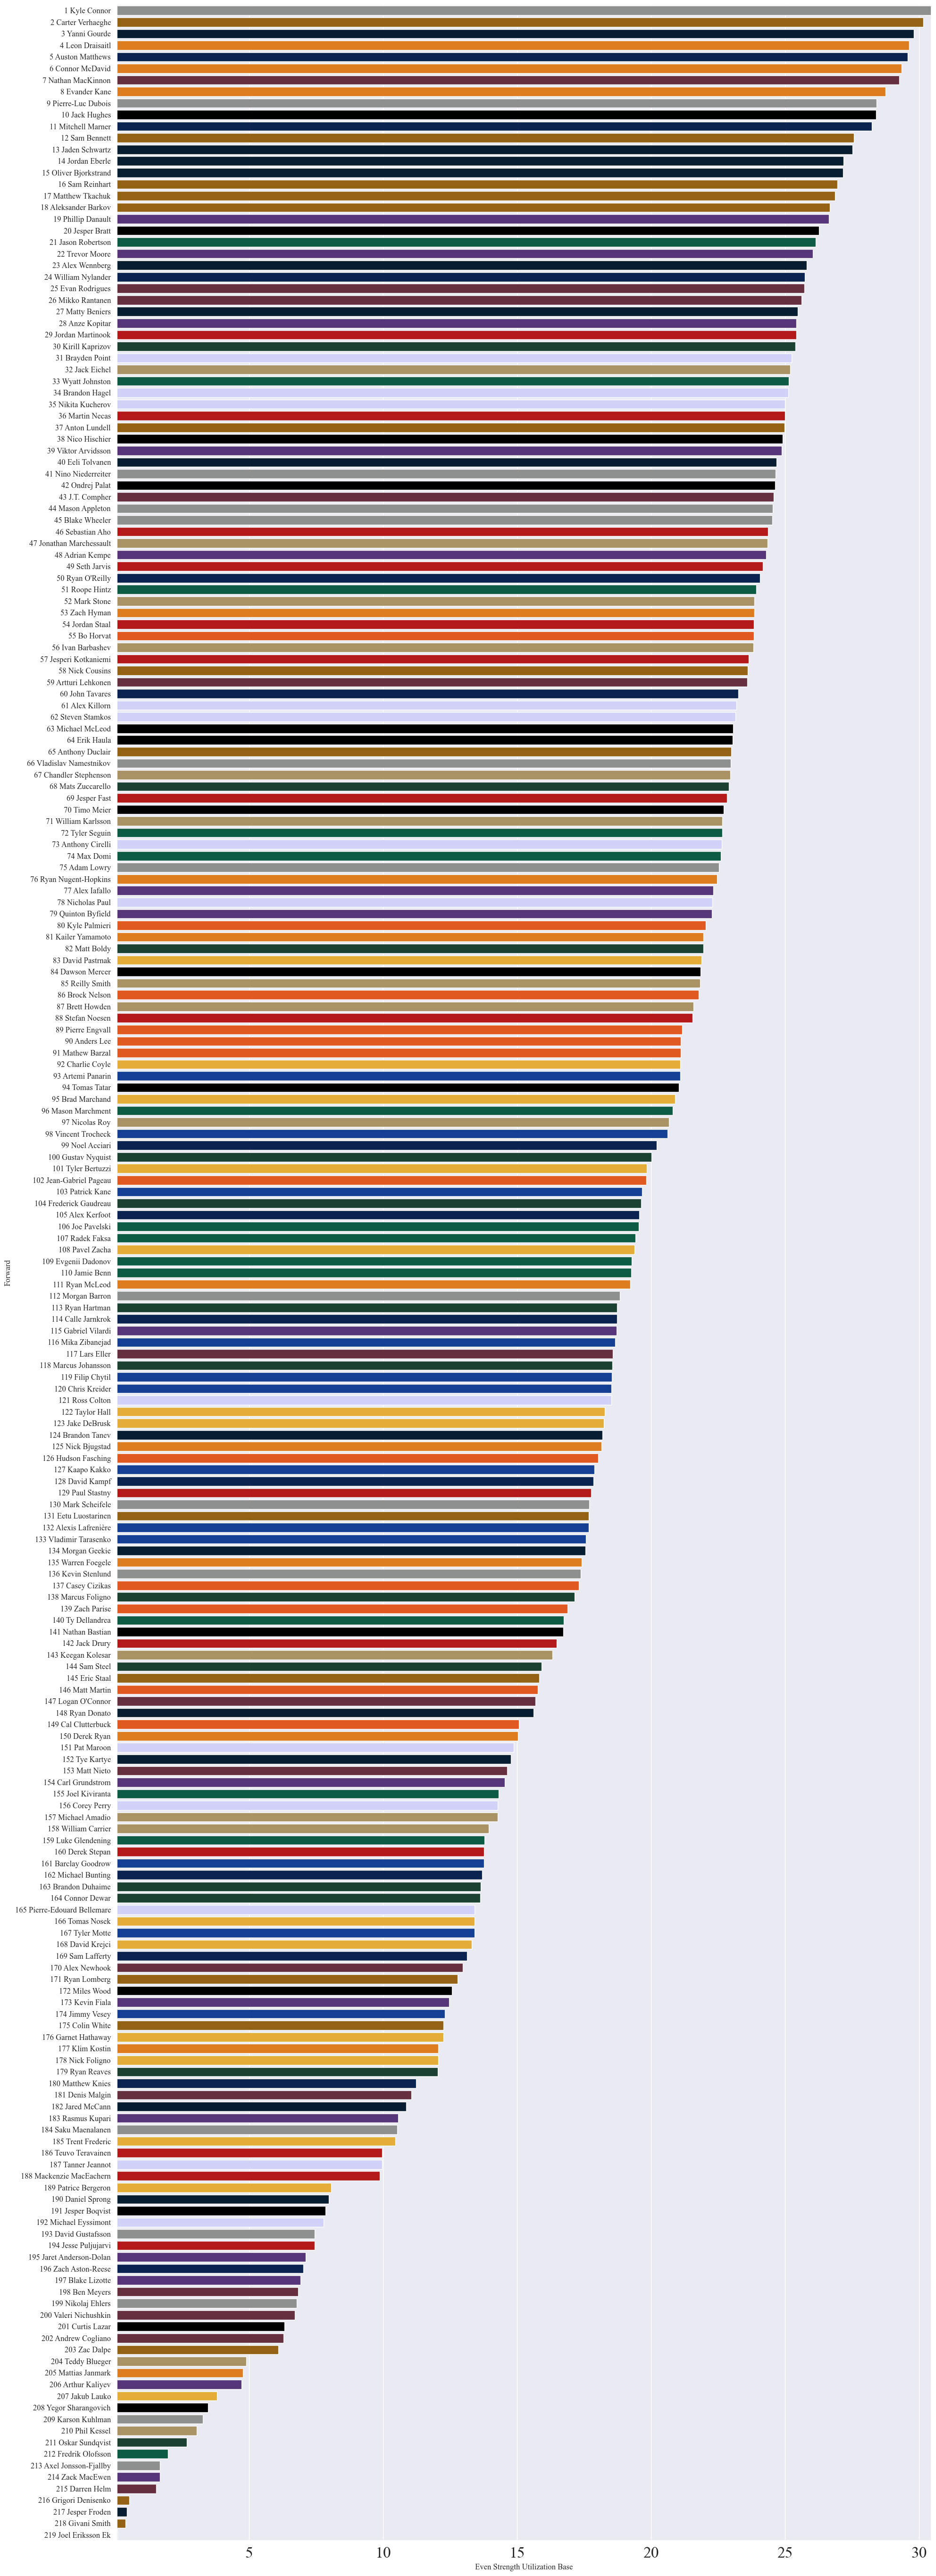 1 Kyle Connor
2 Carter Verhaeghe
3 Yanni Gourde
4 Leon Draisaitl
5 Auston Matthews
6 Connor McDavid
7 Nathan MacKinnon
8 Evander Kane
9 Pierre-Luc Dubois
10 Jack Hughes
11 Mitchell Marner
12 Sam Bennett
13 Jaden Schwartz
14 Jordan Eberle
15 Oliver Bjorkstrand
16 Sam Reinhart
17 Matthew Tkachuk
18 Aleksander Barkov
19 Phillip Danault
20 Jesper Bratt
21 Jason Robertson
22 Trevor Moore
23 Alex Wennberg
24 William Nylander
25 Evan Rodrigues
26 Mikko Rantanen
27 Matty Beniers
28 Anze Kopitar
29 Jordan Martinook
30 Kirill Kaprizov
31 Brayden Point
32 Jack Eichel
33 Wyatt Johnston
34 Brandon Hagel
35 Nikita Kucherov
36 Martin Necas
37 Anton Lundell
38 Nico Hischier
39 Viktor Arvidsson
40 Eeli Tolvanen
41 Nino Niederreiter
42 Ondrej Palat
43 J.T. Compher
44 Mason Appleton
45 Blake Wheeler
46 Sebastian Aho
47 Jonathan Marchessault
48 Adrian Kempe
49 Seth Jarvis
50 Ryan O'Reilly
51 Roope Hintz
52 Mark Stone
53 Zach Hyman
54 Jordan Staal
55 Bo Horvat
56 Ivan Barbashev
57 Jesperi Kotkaniemi
58 Nick Cousins
59 Artturi Lehkonen
60 John Tavares
61 Alex Killorn
62 Steven Stamkos
63 Michael McLeod
64 Erik Haula
65 Anthony Duclair
66 Vladislav Namestnikov
67 Chandler Stephenson
68 Mats Zuccarello
69 Jesper Fast
70 Timo Meier
71 William Karlsson
72 Tyler Seguin
73 Anthony Cirelli
74 Max Domi
75 Adam Lowry
76 Ryan Nugent-Hopkins
77 Alex Iafallo
78 Nicholas Paul
79 Quinton Byfield
80 Kyle Palmieri
81 Kailer Yamamoto
82 Matt Boldy
83 David Pastrnak
84 Dawson Mercer
85 Reilly Smith
86 Brock Nelson
87 Brett Howden
88 Stefan Noesen
89 Pierre Engvall
90 Anders Lee
91 Mathew Barzal
92 Charlie Coyle
93 Artemi Panarin
94 Tomas Tatar
95 Brad Marchand
96 Mason Marchment
97 Nicolas Roy
98 Vincent Trocheck
99 Noel Acciari
100 Gustav Nyquist
101 Tyler Bertuzzi
102 Jean-Gabriel Pageau
103 Patrick Kane
104 Frederick Gaudreau
105 Alex Kerfoot
106 Joe Pavelski
107 Radek Faksa
108 Pavel Zacha
109 Evgenii Dadonov
110 Jamie Benn
111 Ryan McLeod
112 Morgan Barron
113 Ryan Hartman
114 Calle Jarnkrok
115 Gabriel Vilardi
116 Mika Zibanejad
117 Lars Eller
118 Marcus Johansson
119 Filip Chytil
120 Chris Kreider
121 Ross Colton
122 Taylor Hall
123 Jake DeBrusk
124 Brandon Tanev
125 Nick Bjugstad
126 Hudson Fasching
127 Kaapo Kakko
128 David Kampf
129 Paul Stastny
130 Mark Scheifele
131 Eetu Luostarinen
132 Alexis Lafrenière
133 Vladimir Tarasenko
134 Morgan Geekie
135 Warren Foegele
136 Kevin Stenlund
137 Casey Cizikas
138 Marcus Foligno
139 Zach Parise
140 Ty Dellandrea
141 Nathan Bastian
142 Jack Drury
143 Keegan Kolesar
144 Sam Steel
145 Eric Staal
146 Matt Martin
147 Logan O'Connor
148 Ryan Donato
149 Cal Clutterbuck
150 Derek Ryan
151 Pat Maroon
152 Tye Kartye
153 Matt Nieto
154 Carl Grundstrom
155 Joel Kiviranta
156 Corey Perry
157 Michael Amadio
158 William Carrier
159 Luke Glendening
160 Derek Stepan
161 Barclay Goodrow
162 Michael Bunting
163 Brandon Duhaime
164 Connor Dewar
165 Pierre-Edouard Bellemare
166 Tomas Nosek
167 Tyler Motte
168 David Krejci
169 Sam Lafferty
170 Alex Newhook
171 Ryan Lomberg
172 Miles Wood
173 Kevin Fiala
174 Jimmy Vesey
175 Colin White
176 Garnet Hathaway
177 Klim Kostin
178 Nick Foligno
179 Ryan Reaves
180 Matthew Knies
181 Denis Malgin
182 Jared McCann
183 Rasmus Kupari
184 Saku Maenalanen
185 Trent Frederic
186 Teuvo Teravainen
187 Tanner Jeannot
188 Mackenzie MacEachern
189 Patrice Bergeron
190 Daniel Sprong
191 Jesper Boqvist
192 Michael Eyssimont
193 David Gustafsson
194 Jesse Puljujarvi
195 Jaret Anderson-Dolan
196 Zach Aston-Reese
197 Blake Lizotte
198 Ben Meyers
199 Nikolaj Ehlers
200 Valeri Nichushkin
201 Curtis Lazar
202 Andrew Cogliano
203 Zac Dalpe
204 Teddy Blueger
205 Mattias Janmark
206 Arthur Kaliyev
207 Jakub Lauko
208 Yegor Sharangovich
209 Karson Kuhlman
210 Phil Kessel
211 Oskar Sundqvist
212 Fredrik Olofsson
213 Axel Jonsson-Fjallby
214 Zack MacEwen
215 Darren Helm
216 Grigori Denisenko
217 Jesper Froden
218 Givani Smith
219 Joel Eriksson Ek
Forward
5 10 15 20 25 30
Even Strength Utilization Base